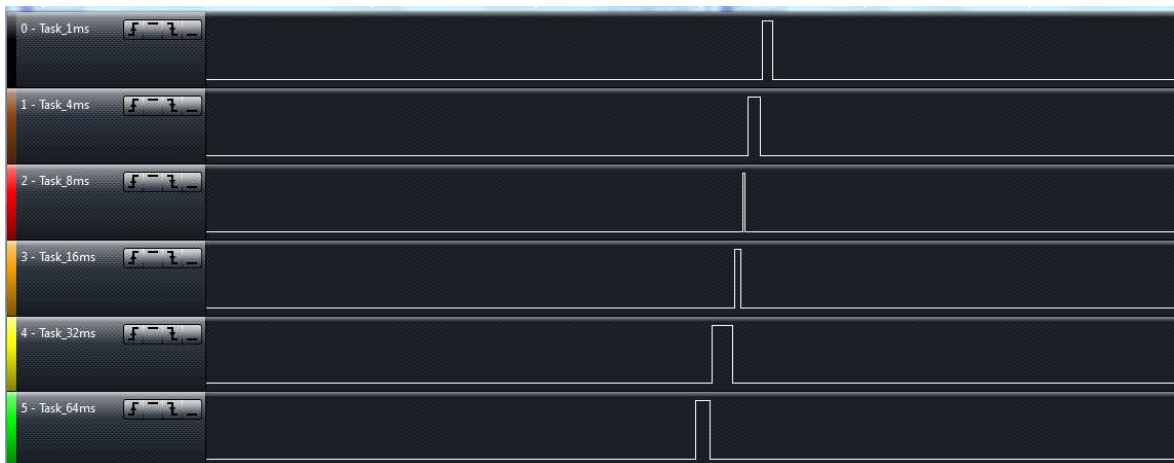 0 - Task_1ms
1 - Task_4ms
2 - Task_8ms
3 - Task_16ms
4 - Task_32ms
5 - Task_64ms